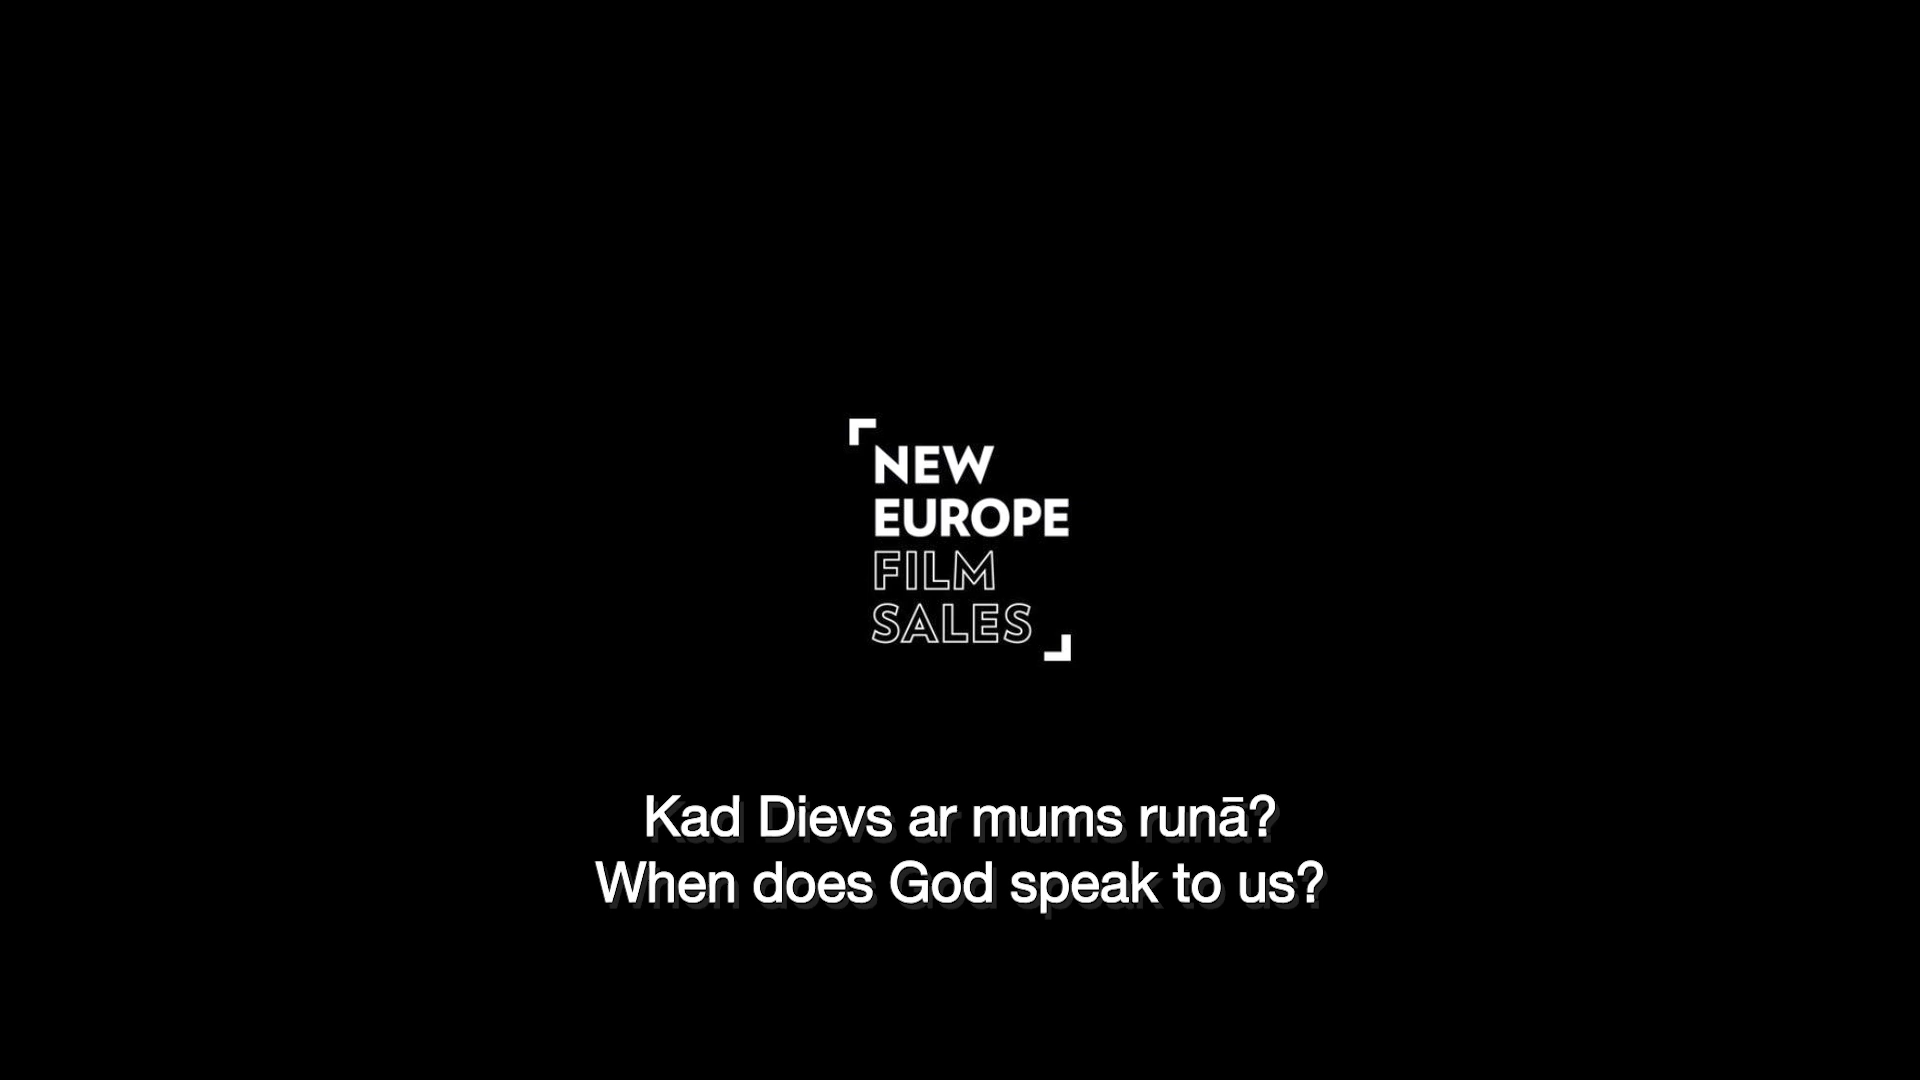 NEW
EUROPE
FILM
SALES
Kad Dievs ar mums runā?
When does God speak to us?